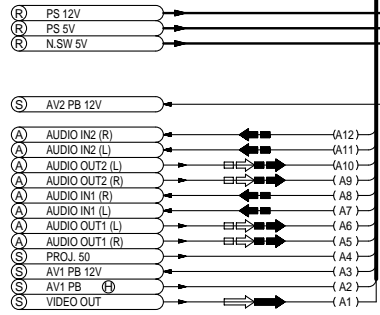 R PS 12V
R PS 5V
R N.SW 5V
S AV2 PB 12V
A AUDIO IN2 (R) A12
A AUDIO IN2 (L) A11
A AUDIO OUT2 (L) A10
A AUDIO OUT2 (R) A9
A AUDIO IN1 (R) A8
A AUDIO IN1 (L) A7
A AUDIO OUT1 (L) A6
A AUDIO OUT1 (R) A5
S PROJ. 50 A4
S AV1 PB 12V A3
S AV1 PB H A2
S VIDEO OUT A1